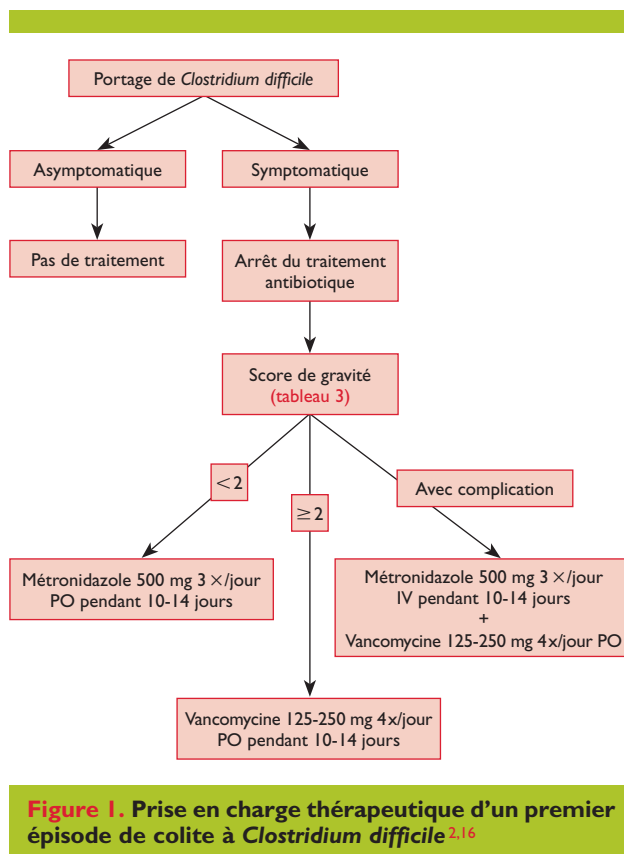 Portage de Clostridium difficile
Asymptomatique
Symptomatique
Pas de traitement
Arrêt du traitement
antibiotique
Score de gravité
(tableau 3)
<2
≥2
Avec complication
Métronidazole 500 mg 3 ×/jour
PO pendant 10-14 jours
Métronidazole 500 mg 3 ×/jour
IV pendant 10-14 jours
+
Vancomycine 125-250 mg 4x/jour PO
Vancomycine 125-250 mg 4x/jour
PO pendant 10-14 jours
Figure 1. Prise en charge thérapeutique d'un premier
épisode de colite à Clostridium difficile 2,16